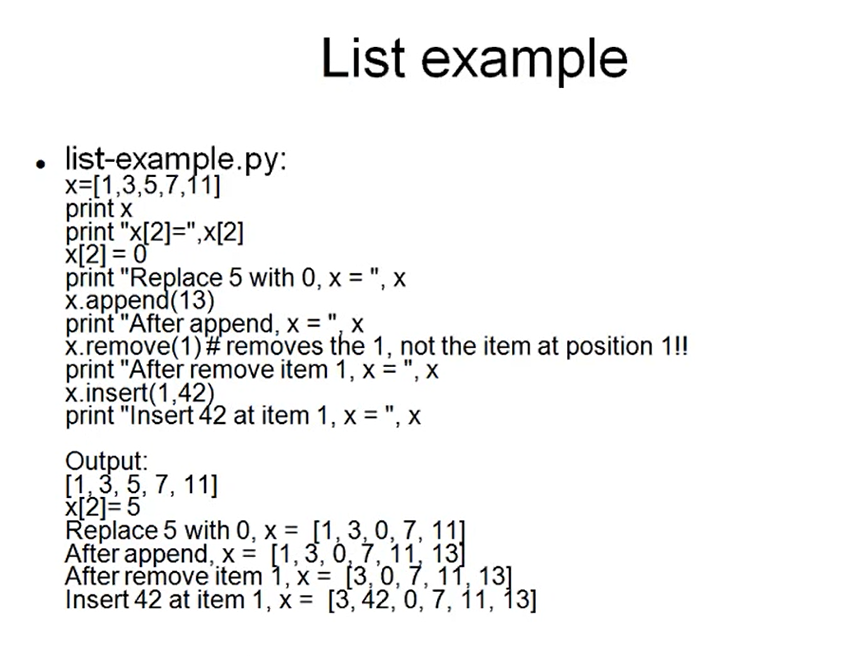 List example
• list-example.py:
x=[1,3,5,7,11]
print x
print "x[2]=",x[2]
x[2] = 0
print "Replace 5 with 0, x = ", x
x.append(13)
print "After append, x = ", x
x.remove(1) # removes the 1, not the item at position 1!!
print "After remove item 1, x = ", x
x.insert(1,42)
print "Insert 42 at item 1, x = ", x
Output:
[1, 3, 5, 7, 11]
x[2]= 5
Replace 5 with 0, x =  [1, 3, 0, 7, 11]
After append, x =  [1, 3, 0, 7, 11, 13]
After remove item 1, x =  [3, 0, 7, 11, 13]
Insert 42 at item 1, x =  [3, 42, 0, 7, 11, 13]